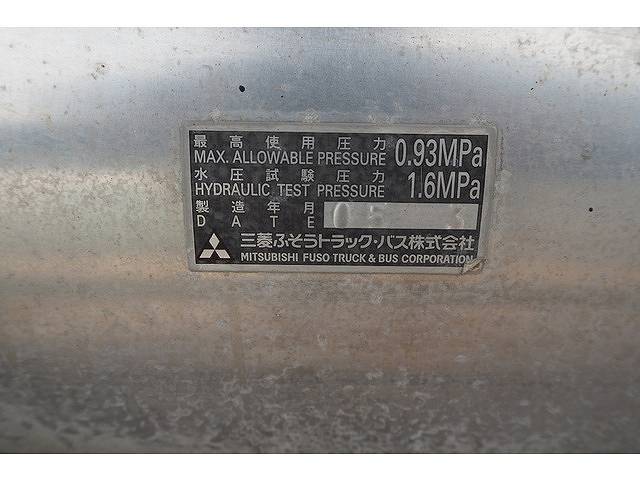 最高使用圧力 0.93MPa
MAX. ALLOWABLE PRESSURE
水圧試験圧力 1.6MPa
HYDRAULIC TEST PRESSURE
製造年月 05 3
DATE
三菱ふそうトラック・バス株式会社
MITSUBISHI FUSO TRUCK & BUS CORPORATION